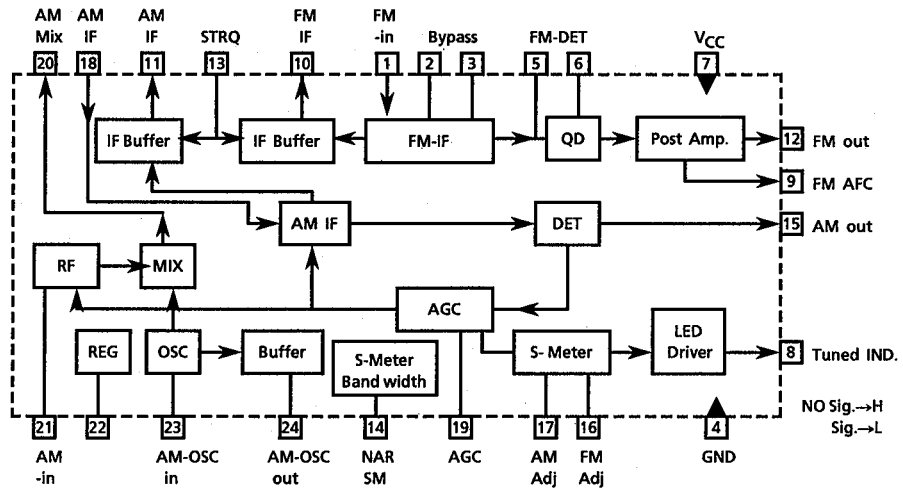 AM AM AM FM FM
Mix IF IF STRQ IF -in Bypass FM-DET VCC
20 18 11 13 10 1 2 3 5 6 7
IF Buffer IF Buffer FM-IF QD Post Amp. 12 FM out
9 FM AFC
AM IF DET 15 AM out
RF MIX
AGC
REG OSC Buffer S-Meter Band width S- Meter LED Driver 8 Tuned IND.
NO Sig.→H
Sig.→L
21 22 23 24 14 19 17 16 4
AM AM-OSC AM-OSC NAR AGC AM FM GND
-in in out SM Adj Adj